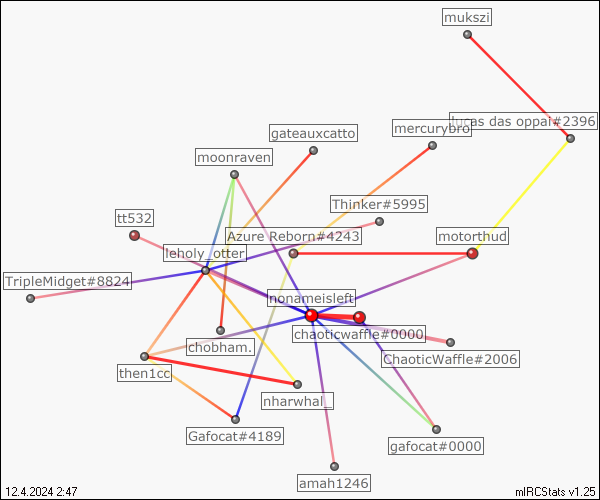 mukszi
lucas das oppai#2396
mercurybro
gateauxcatto
moonraven
Thinker#5995
tt532
Azure Reborn#4243
motorthud
leholy_otter
TripleMidget#8824
nonameisleft
chaoticwaffle#0000
chobham.
ChaoticWaffle#2006
then1cc
nharwhal_
Gafocat#4189
gafocat#0000
amah1246
12.4.2024 2:47
mIRCStats v1.25